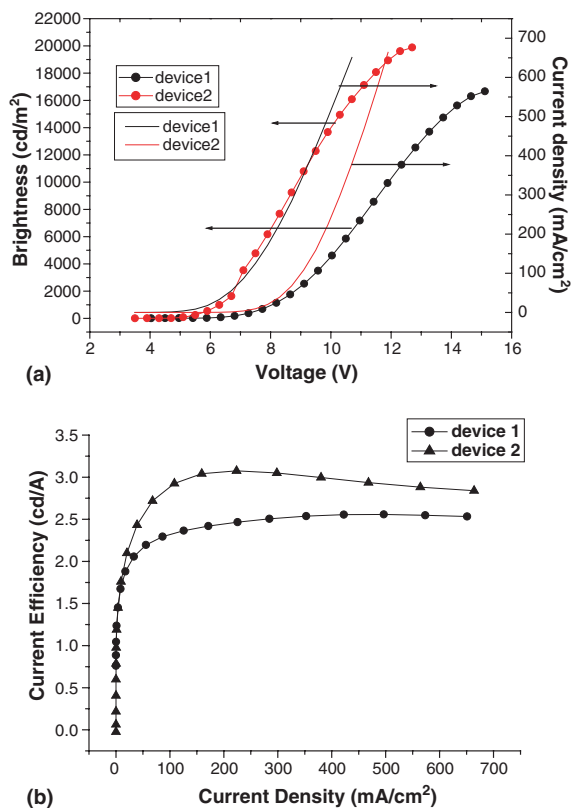 (a)
22000
20000
18000
16000
14000
12000
10000
8000
6000
4000
2000
0
Brightness (cd/m²)
device1
device2
device1
device2
700
600
500
400
300
200
100
0
Current density (mA/cm²)
2 4 6 8 10 12 14 16
Voltage (V)
(b)
3.5
3.0
2.5
2.0
1.5
1.0
0.5
0.0
Current Efficiency (cd/A)
device 1
device 2
0 100 200 300 400 500 600 700
Current Density (mA/cm²)